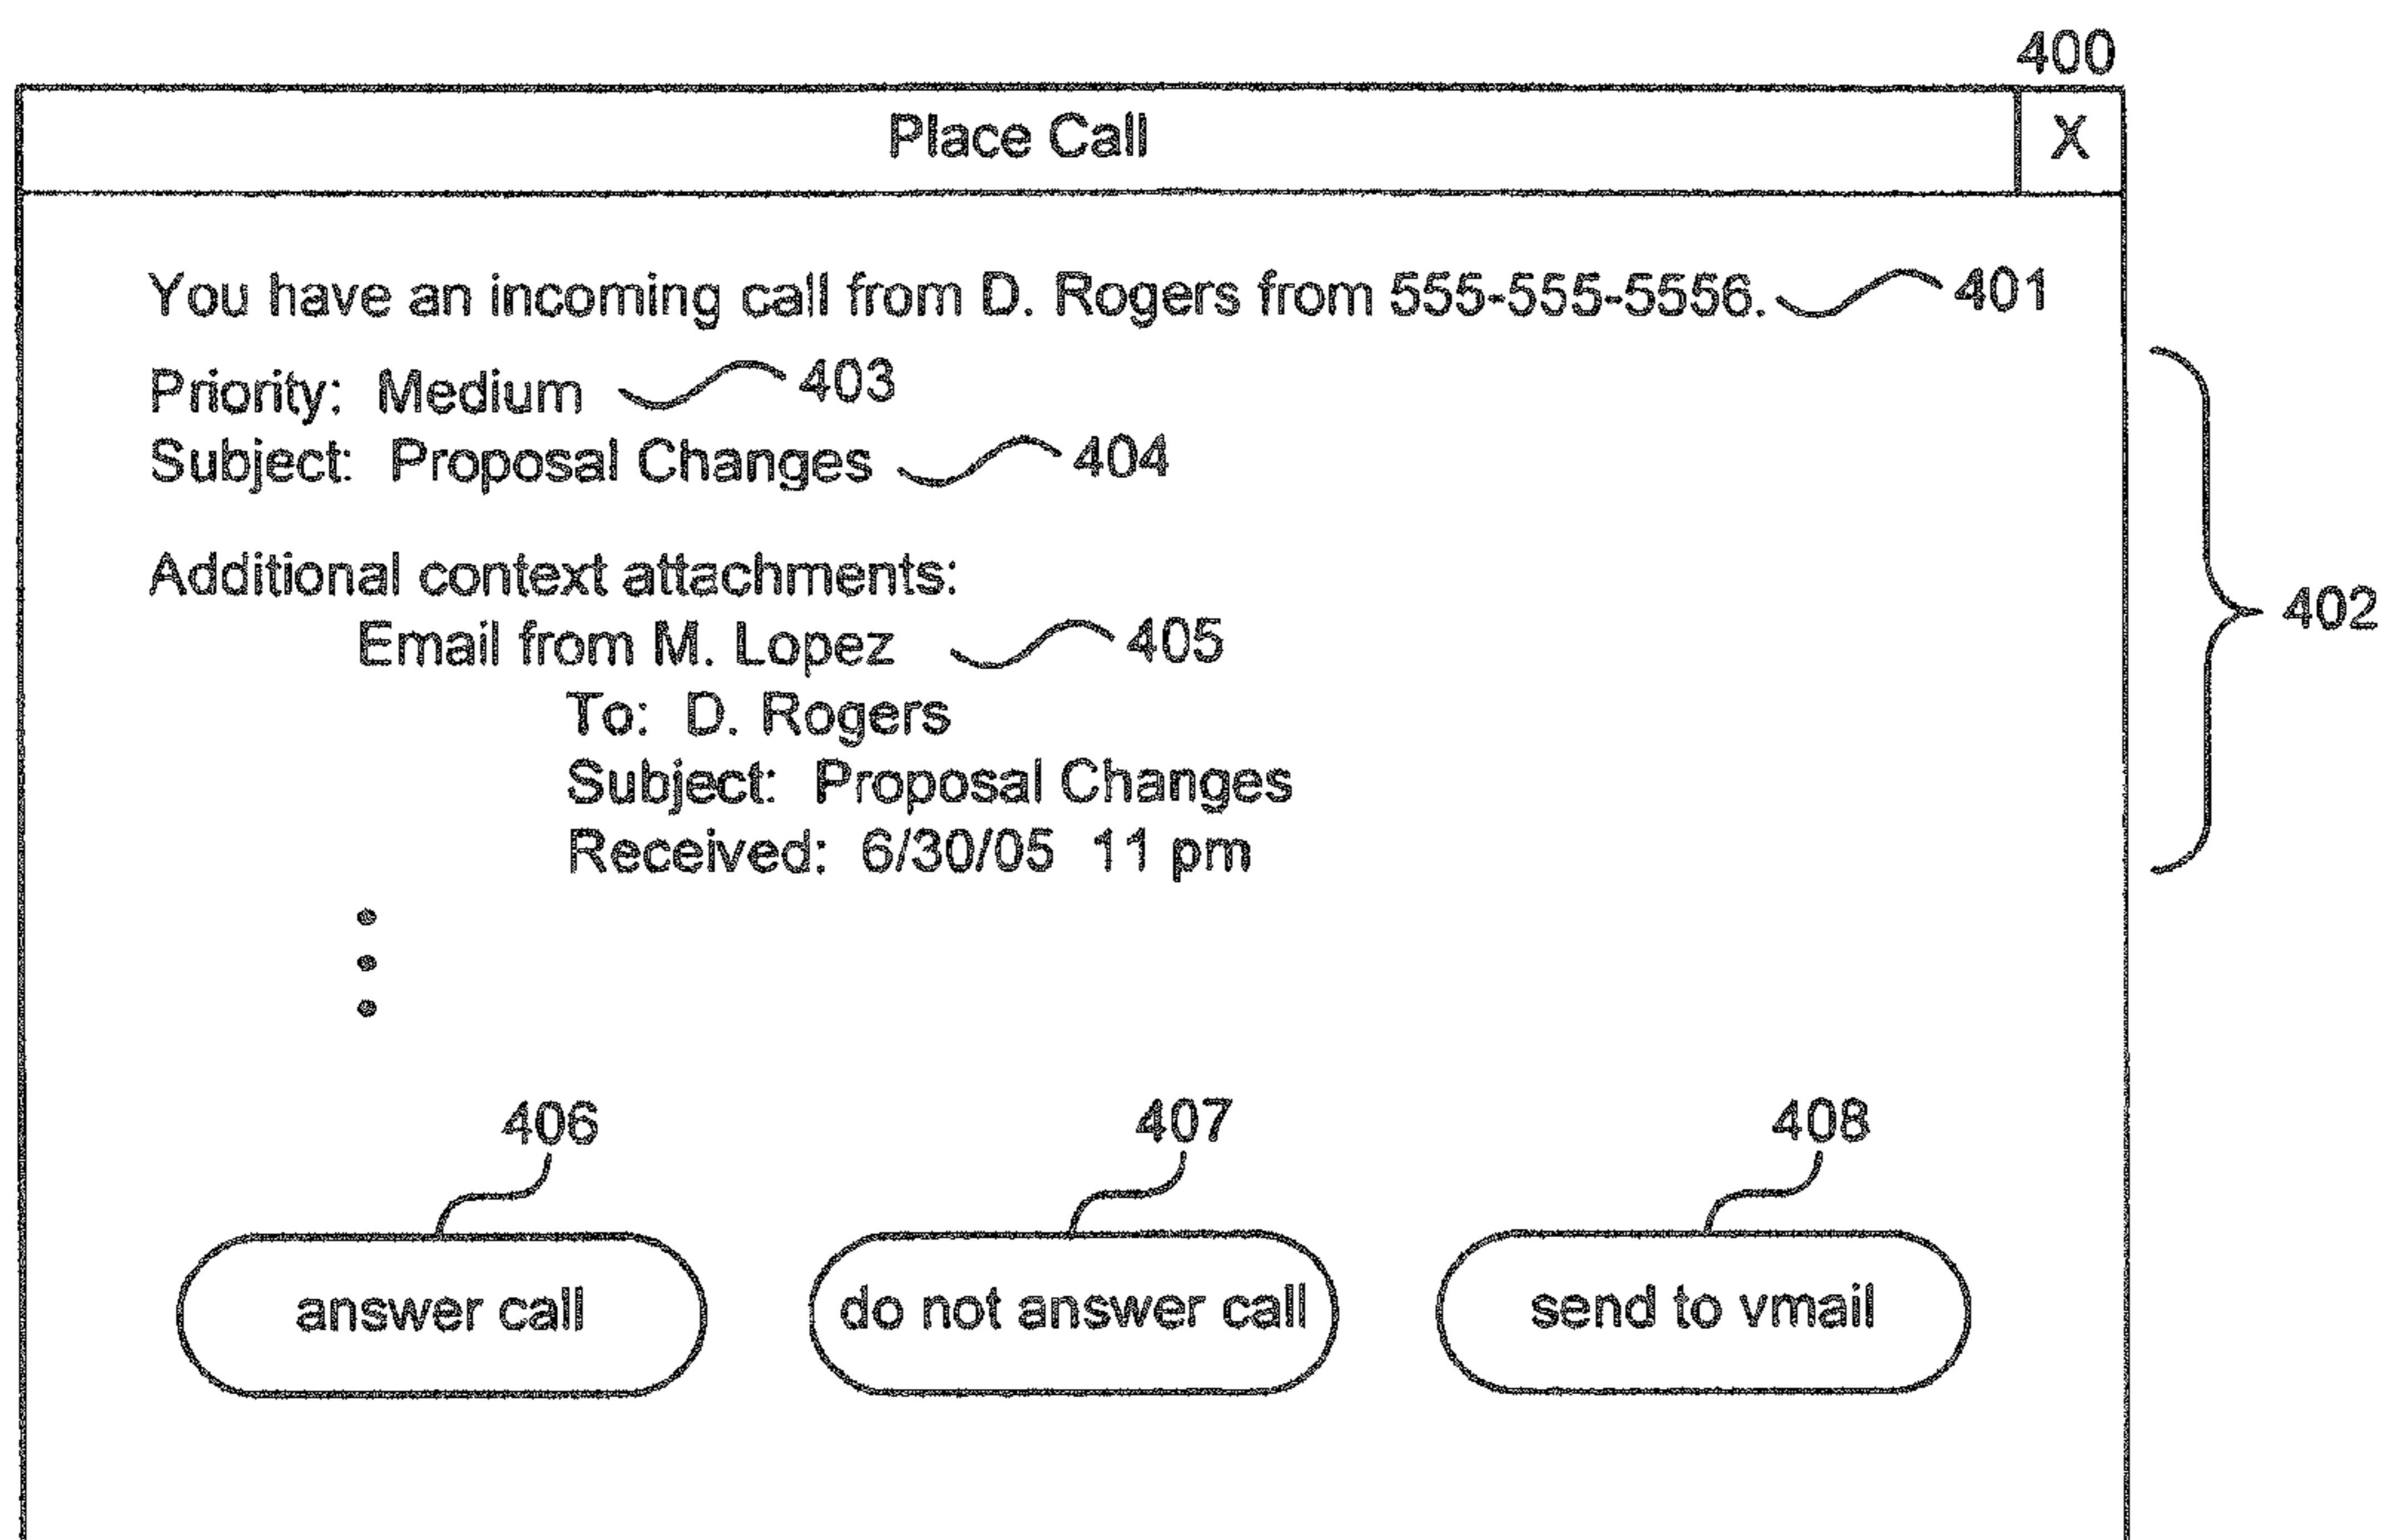 400
Place Call X
You have an incoming call from D. Rogers from 555-555-5556. 401
Priority: Medium 403
Subject: Proposal Changes 404
Additional context attachments:
402
Email from M. Lopez 405
To: D. Rogers
Subject: Proposal Changes
Received: 6/30/05 11 pm
406 407 408
answer call do not answer call send to vmail